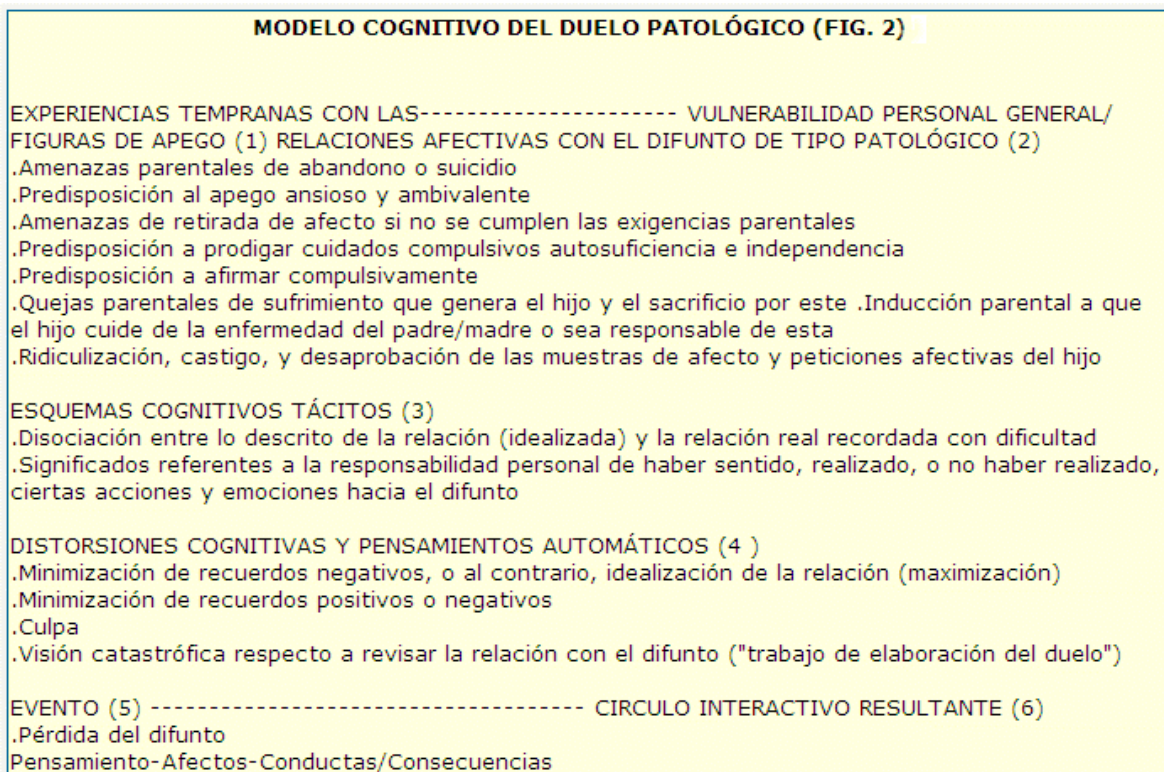 MODELO COGNITIVO DEL DUELO PATOLÓGICO (FIG. 2)
EXPERIENCIAS TEMPRANAS CON LAS---------------------- VULNERABILIDAD PERSONAL GENERAL/
FIGURAS DE APEGO (1) RELACIONES AFECTIVAS CON EL DIFUNTO DE TIPO PATOLÓGICO (2)
.Amenazas parentales de abandono o suicidio
.Predisposición al apego ansioso y ambivalente
.Amenazas de retirada de afecto si no se cumplen las exigencias parentales
.Predisposición a prodigar cuidados compulsivos autosuficiencia e independencia
.Predisposición a afirmar compulsivamente
.Quejas parentales de sufrimiento que genera el hijo y el sacrificio por este .Inducción parental a que
el hijo cuide de la enfermedad del padre/madre o sea responsable de esta
.Ridiculización, castigo, y desaprobación de las muestras de afecto y peticiones afectivas del hijo
ESQUEMAS COGNITIVOS TÁCITOS (3)
.Disociación entre lo descrito de la relación (idealizada) y la relación real recordada con dificultad
.Significados referentes a la responsabilidad personal de haber sentido, realizado, o no haber realizado,
ciertas acciones y emociones hacia el difunto
DISTORSIONES COGNITIVAS Y PENSAMIENTOS AUTOMÁTICOS (4 )
.Minimización de recuerdos negativos, o al contrario, idealización de la relación (maximización)
.Minimización de recuerdos positivos o negativos
.Culpa
.Visión catastrófica respecto a revisar la relación con el difunto ("trabajo de elaboración del duelo")
EVENTO (5) ------------------------------------- CIRCULO INTERACTIVO RESULTANTE (6)
.Pérdida del difunto
Pensamiento-Afectos-Conductas/Consecuencias